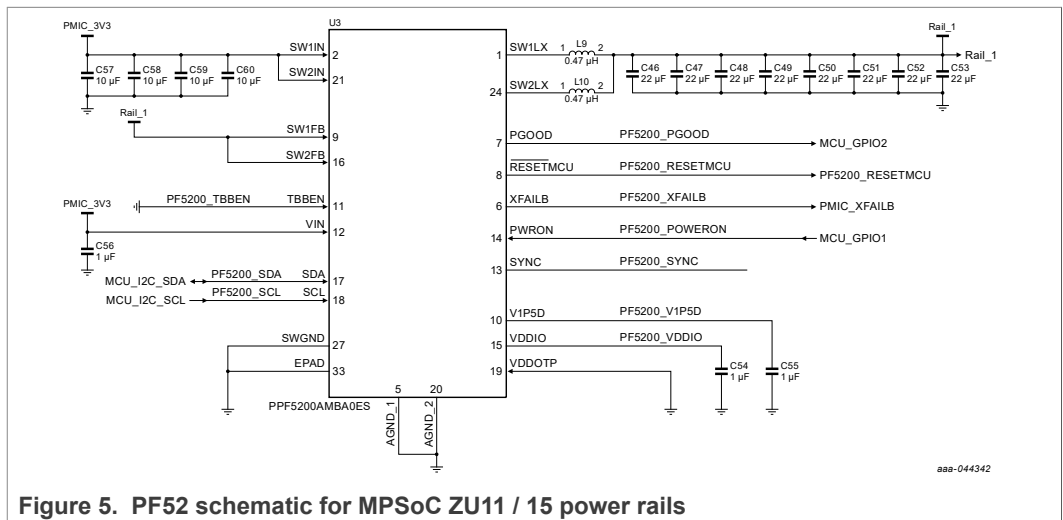 U3
PMIC_3V3
SW1IN
2
SW2IN
21
C57
10 µF
C58
10 µF
C59
10 µF
C60
10 µF
Rail_1
SW1FB
9
SW2FB
16
PMIC_3V3
PF5200_TBBEN
TBBEN
11
VIN
12
C56
1 µF
MCU_I2C_SDA
PF5200_SDA
SDA
17
MCU_I2C_SCL
PF5200_SCL
SCL
18
SWGND
27
EPAD
33
PPF5200AMBA0ES
5
20
AGND_1
AGND_2
1
SW1LX
1
L9
2
0.47 µH
24
SW2LX
1
L10
2
0.47 µH
Rail_1
Rail_1
C46
22 µF
C47
22 µF
C48
22 µF
C49
22 µF
C50
22 µF
C51
22 µF
C52
22 µF
C53
22 µF
7
PGOOD
PF5200_PGOOD
MCU_GPIO2
8
RESETMCU
PF5200_RESETMCU
PF5200_RESETMCU
6
XFAILB
PF5200_XFAILB
PMIC_XFAILB
14
PWRON
PF5200_POWERON
MCU_GPIO1
13
SYNC
PF5200_SYNC
10
V1P5D
PF5200_V1P5D
15
VDDIO
PF5200_VDDIO
19
VDDOTP
C54
1 µF
C55
1 µF
aaa-044342
Figure 5. PF52 schematic for MPSoC ZU11 / 15 power rails